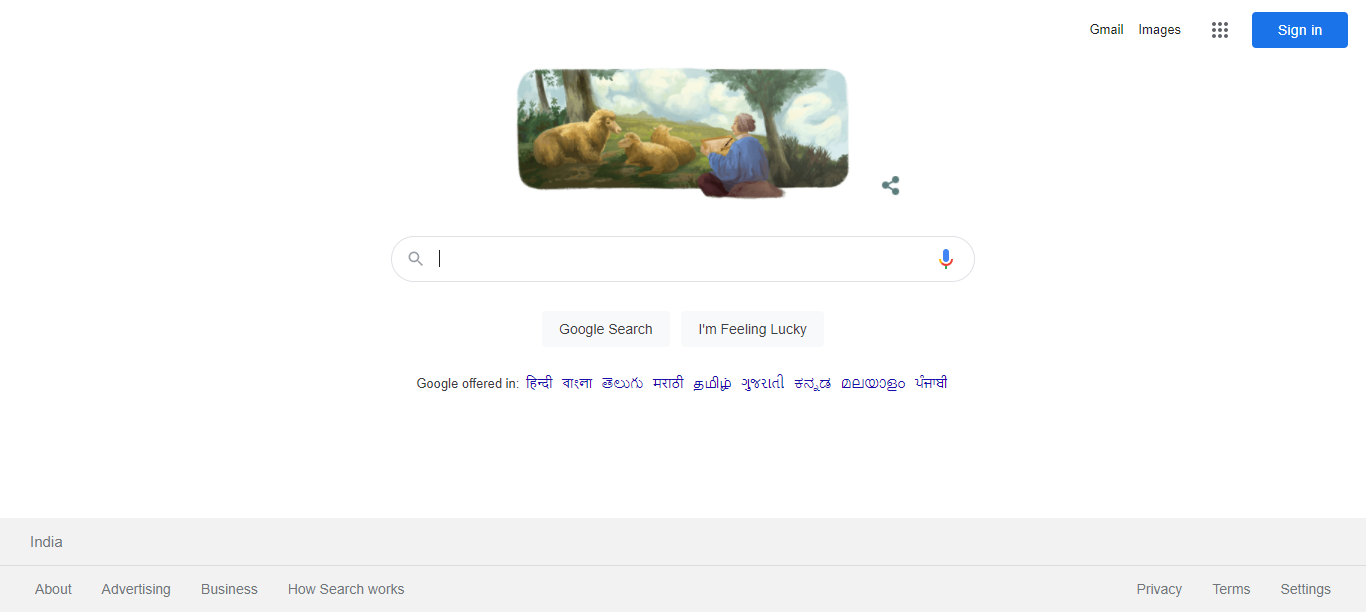 Gmail Images Sign in
Google Search I'm Feeling Lucky
Google offered in: हिन्दी বাংলা తెలుగు मराठी தமிழ் ગુજરાતી ಕನ್ನಡ മലയാളം ਪੰਜਾਬੀ
India
About Advertising Business How Search works Privacy Terms Settings